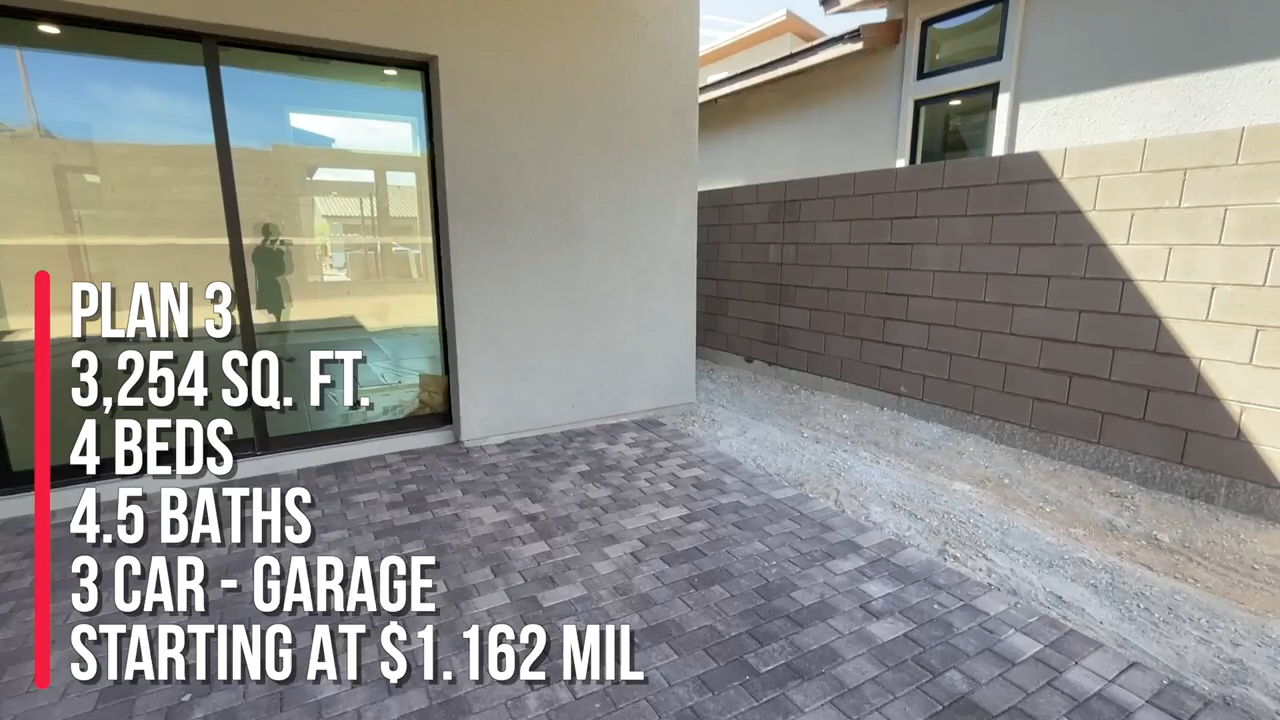 PLAN 3
3,254 SQ. FT.
4 BEDS
4.5 BATHS
3 CAR - GARAGE
STARTING AT $1.162 MIL